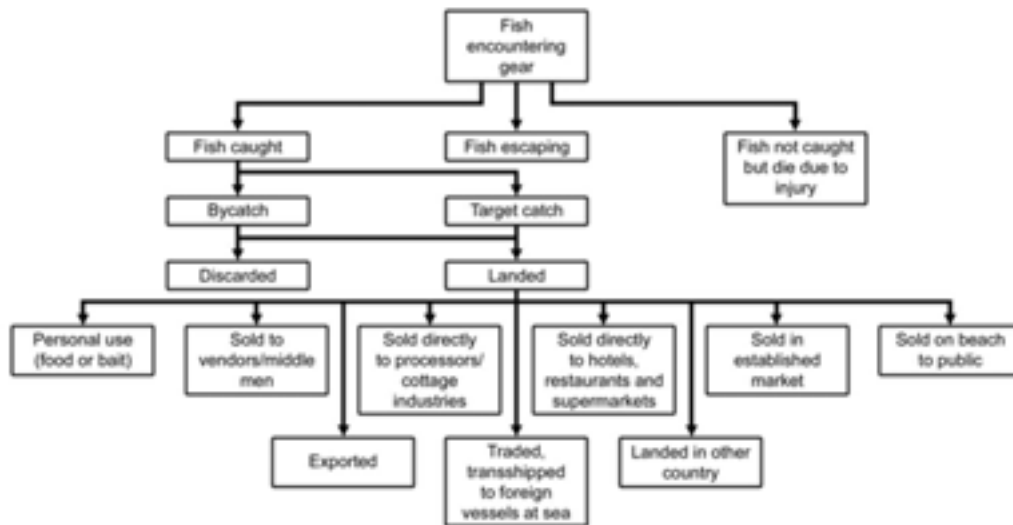 Fish
encountering
gear
Fish caught
Fish escaping
Fish not caught
but die due to
injury
Bycatch
Target catch
Discarded
Landed
Personal use
(food or bait)
Sold to
vendors/middle
men
Sold directly
to processors/
cottage
industries
Sold directly
to hotels,
restaurants and
supermarkets
Sold in
established
market
Sold on beach
to public
Exported
Traded,
transshipped
to foreign
vessels at sea
Landed in other
country